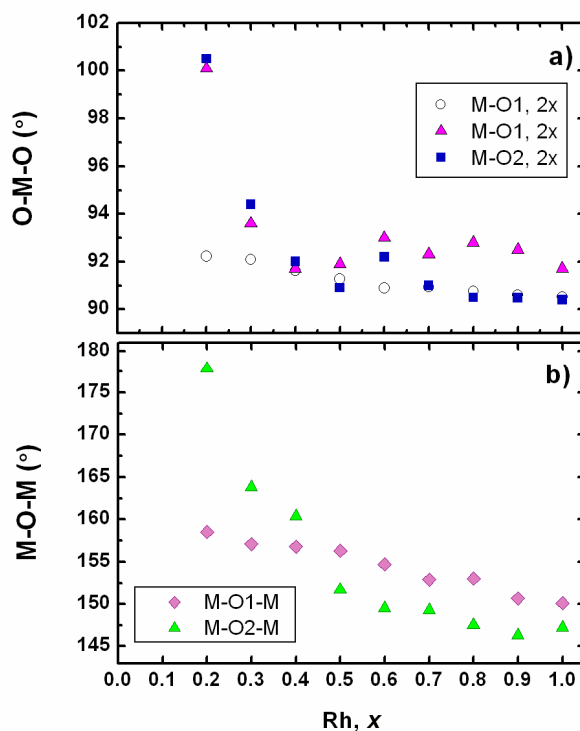 102
100
98
96
94
92
90
O-M-O (°)
a)
M-O1, 2x
M-O1, 2x
M-O2, 2x
180
175
170
165
160
155
150
145
M-O-M (°)
b)
M-O1-M
M-O2-M
0.0 0.1 0.2 0.3 0.4 0.5 0.6 0.7 0.8 0.9 1.0
Rh, x